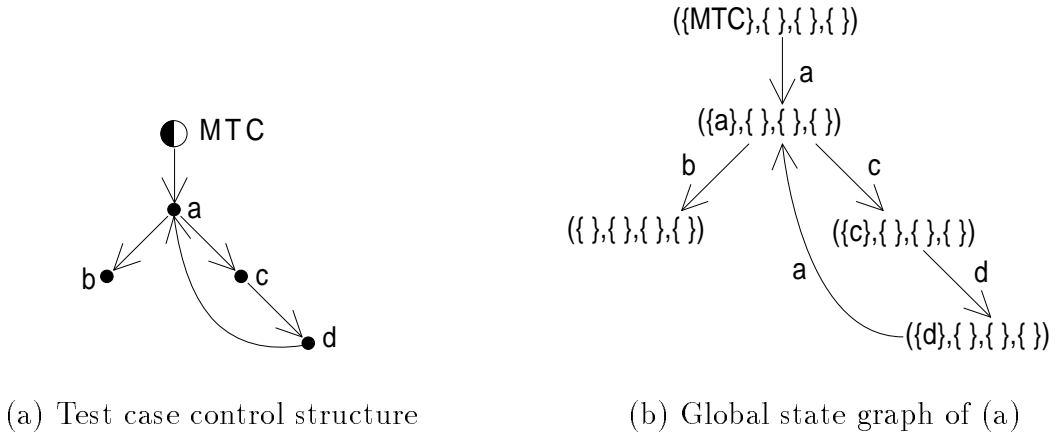 MTC
a
b
c
d
(a) Test case control structure
({MTC},{ },{ },{ })
a
({a},{ },{ },{ })
b
c
({ },{ },{ },{ })
({c},{ },{ },{ })
a
d
({d},{ },{ },{ })
(b) Global state graph of (a)